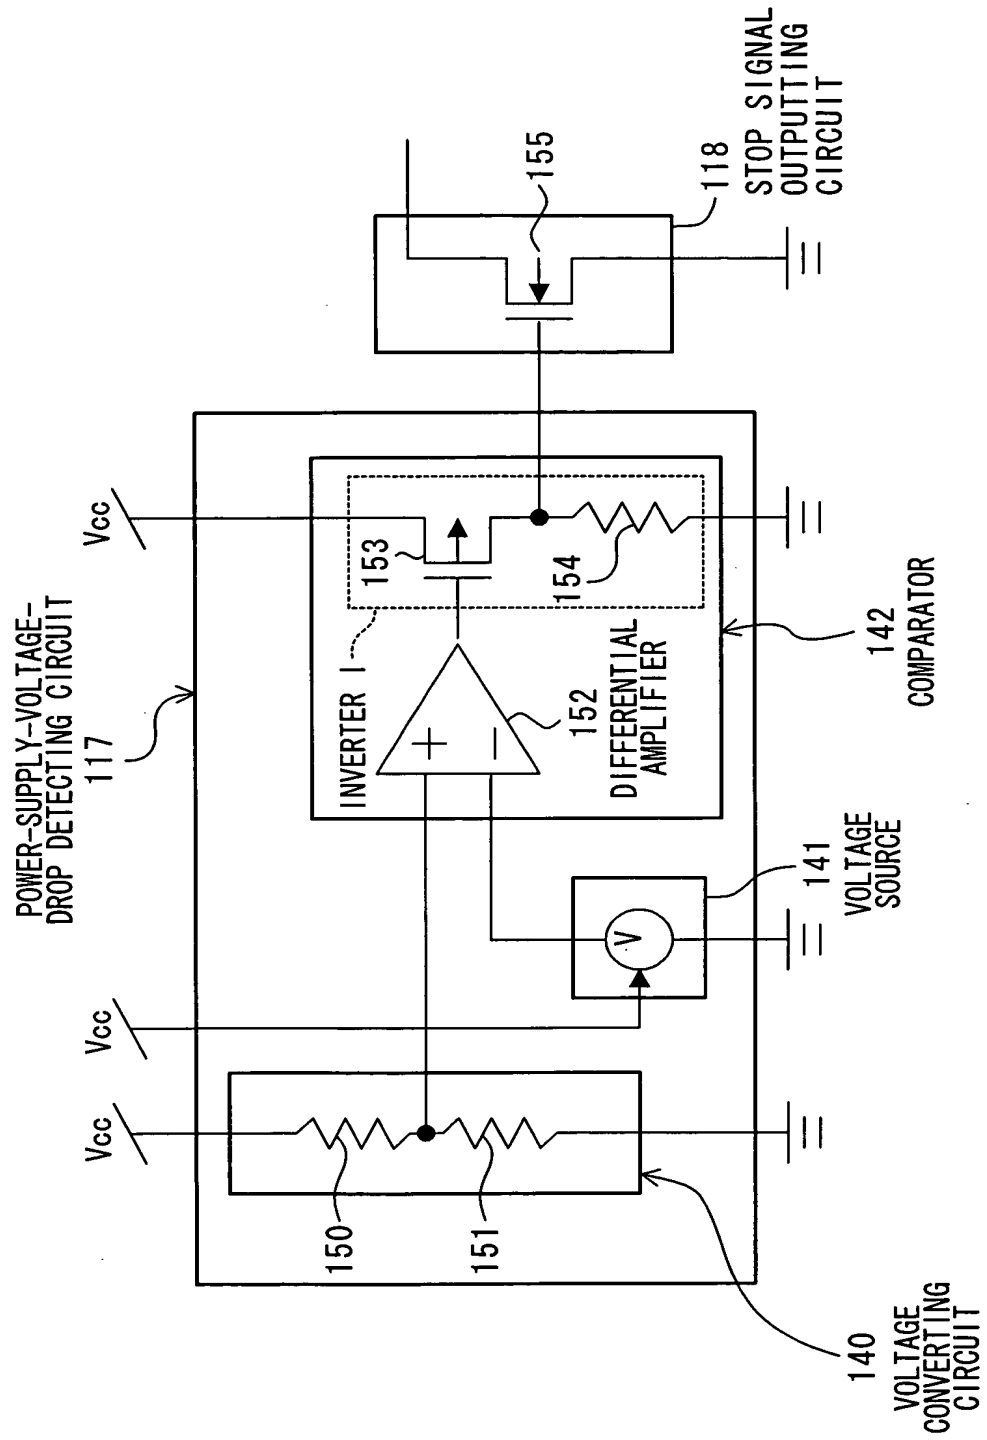 POWER-SUPPLY-VOLTAGE-
DROP DETECTING CIRCUIT
117
Vcc
Vcc
Vcc
150
151
140
VOLTAGE
CONVERTING
CIRCUIT
V
141
VOLTAGE
SOURCE
INVERTER I
153
154
+
−
152
DIFFERENTIAL
AMPLIFIER
142
COMPARATOR
155
118
STOP SIGNAL
OUTPUTTING
CIRCUIT